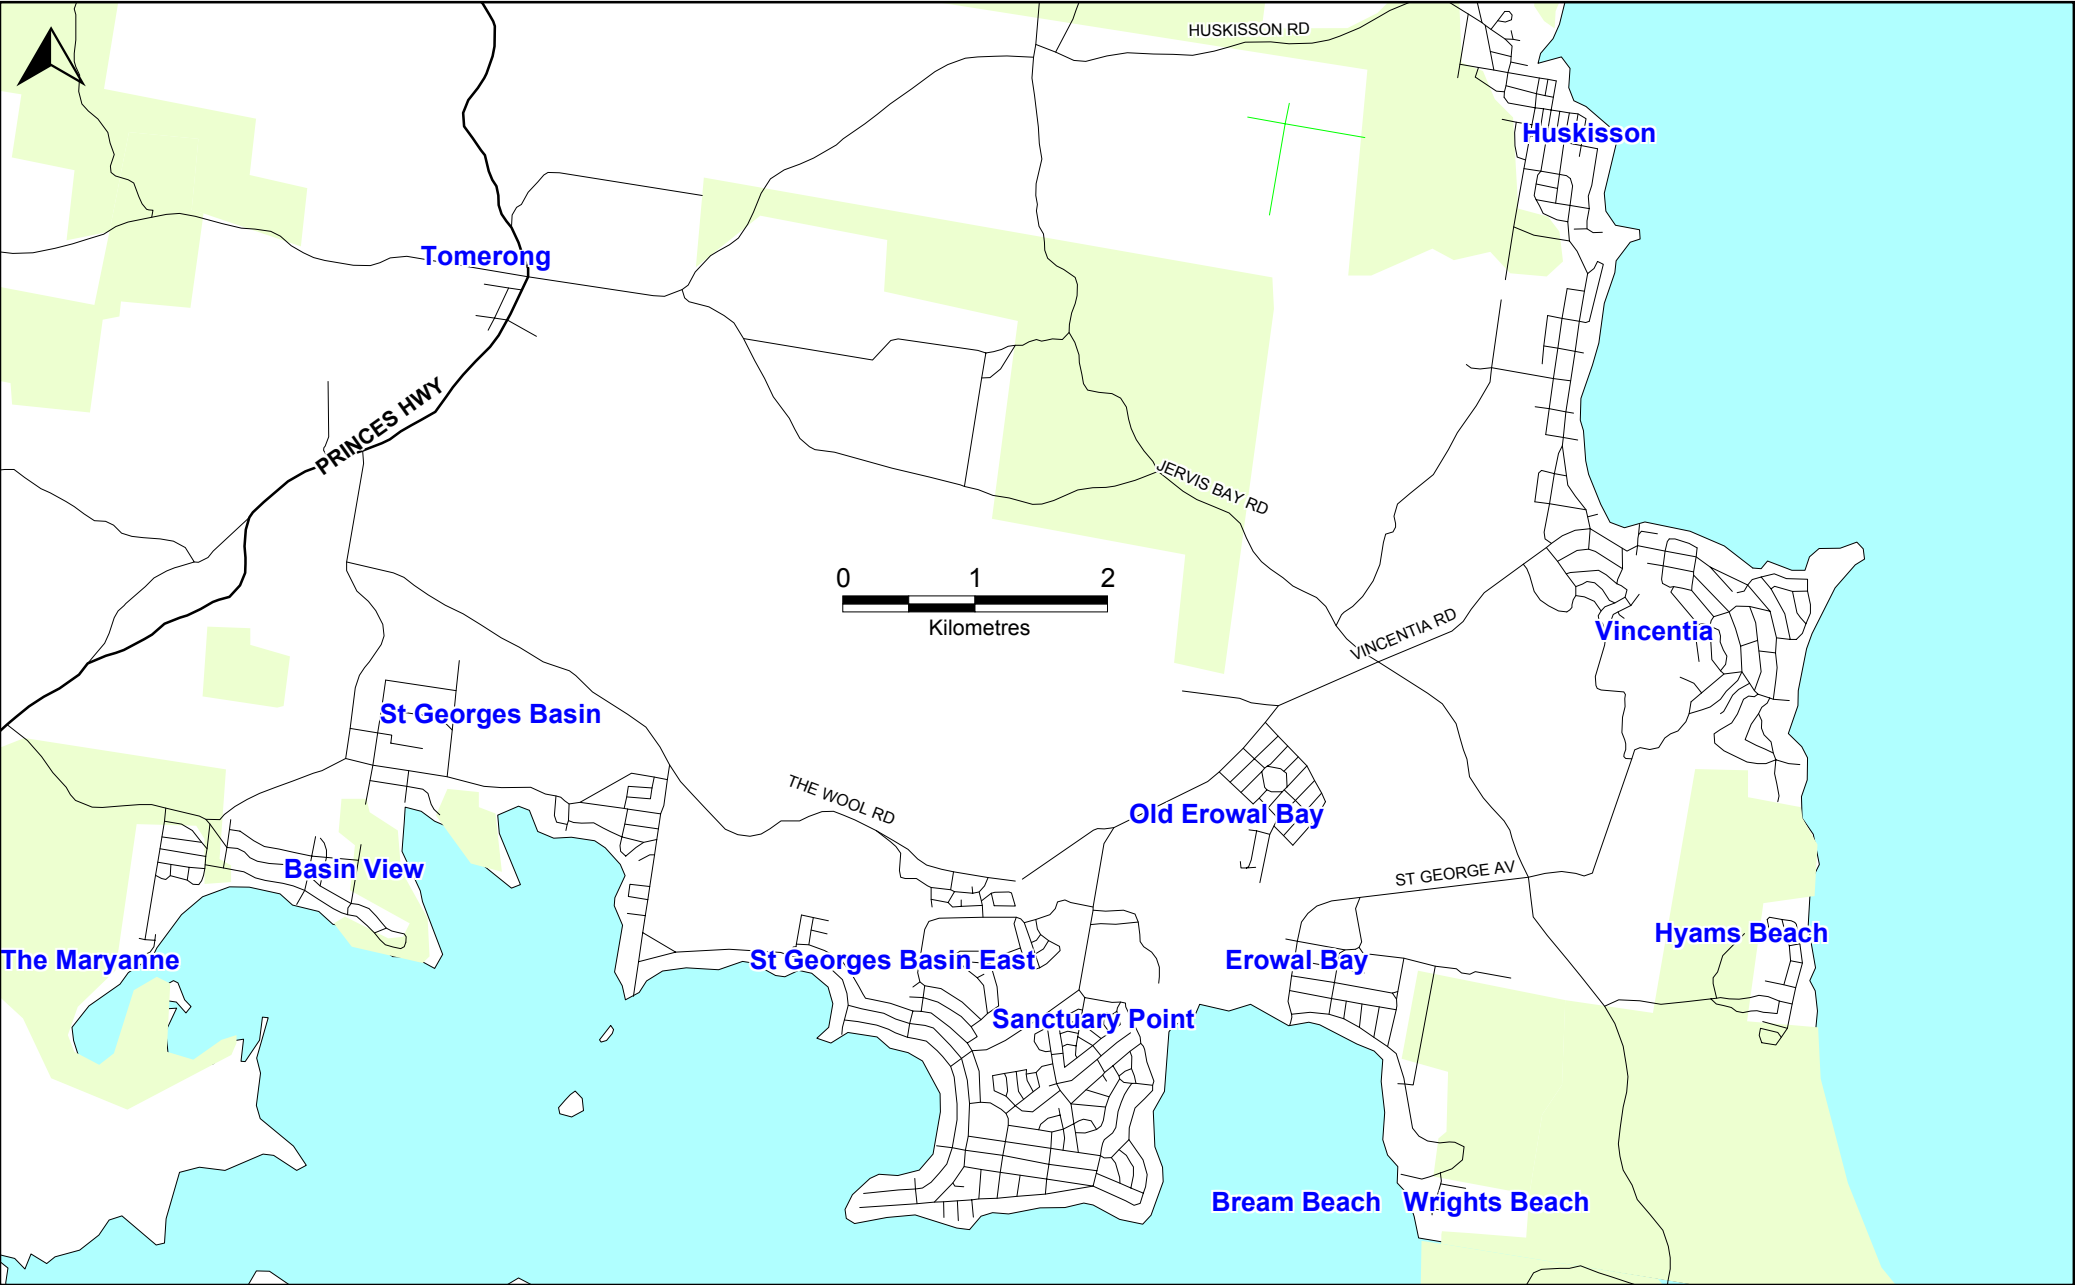 HUSKISSON RD
Huskisson
Tomerong
PRINCES HWY
JERVIS BAY RD
0 1 2
Kilometres
VINCENTIA RD
Vincentia
St Georges Basin
THE WOOL RD
Old Erowal Bay
Basin View
ST GEORGE AV
Hyams Beach
The Maryanne
St Georges Basin East
Erowal Bay
Sanctuary Point
Bream Beach
Wrights Beach